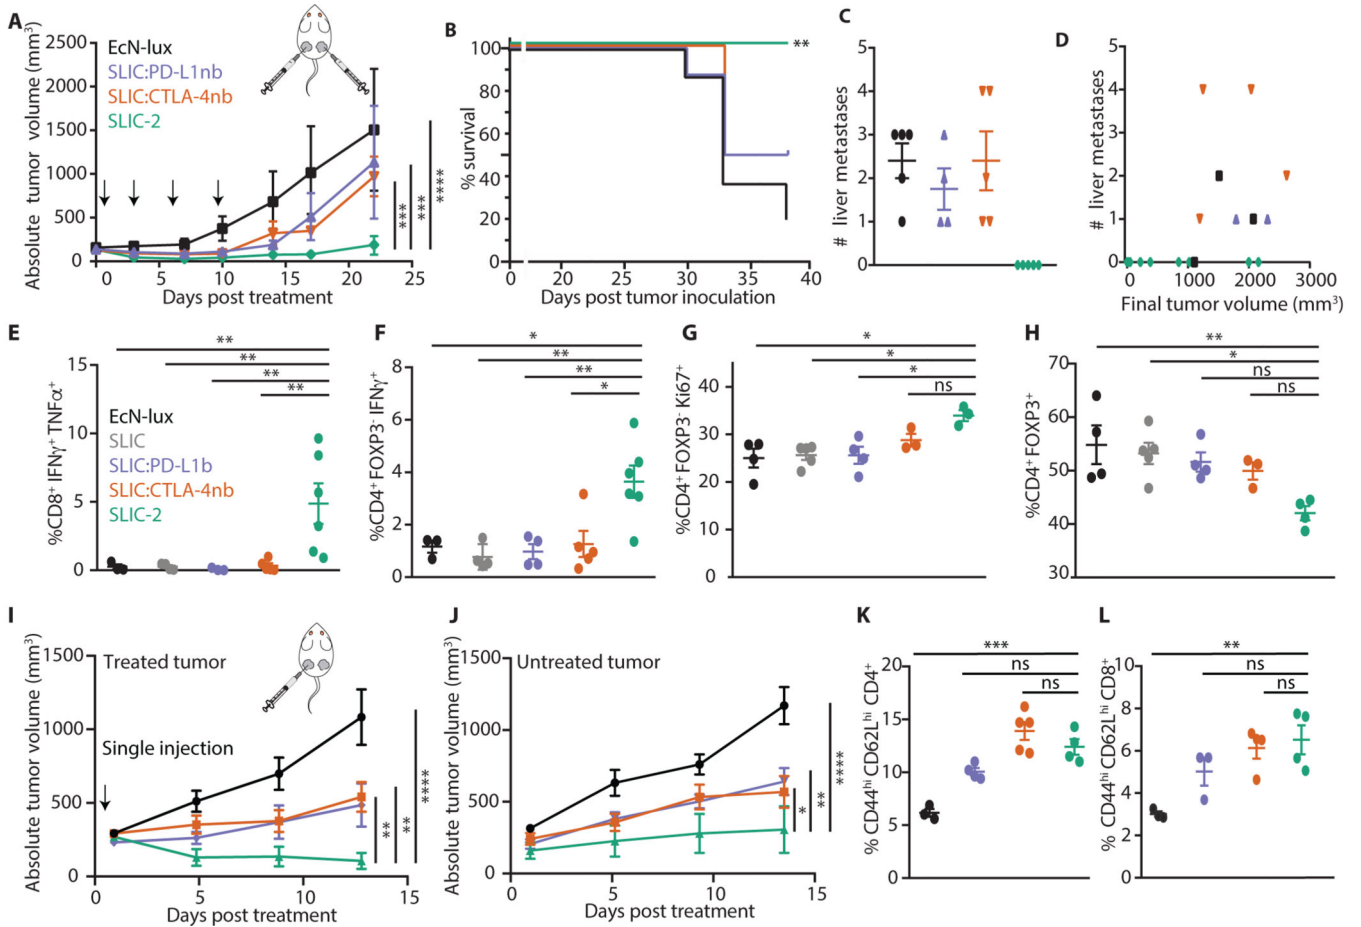 A
Absolute tumor volume (mm³)
2500
2000
1500
1000
500
0
EcN-lux
SLIC:PD-L1nb
SLIC:CTLA-4nb
SLIC-2
***
***
****
0 5 10 15 20 25
Days post treatment
B
% survival
100
80
60
40
20
0
**
20 30 40
Days post tumor inoculation
C
# liver metastases
5
4
3
2
1
0
D
# liver metastases
5
4
3
2
1
0
0 1000 2000 3000
Final tumor volume (mm³)
E
%CD8⁺ IFNγ⁺ TNFα⁺
15
10
5
0
**
**
**
**
EcN-lux
SLIC
SLIC:PD-L1b
SLIC:CTLA-4nb
SLIC-2
F
%CD4⁺ FOXP3⁻ IFNγ⁺
8
6
4
2
0
*
**
**
*
G
%CD4⁺ FOXP3⁻ Ki67⁺
40
30
20
10
0
*
*
*
ns
H
%CD4⁺ FOXP3⁺
70
60
50
40
30
**
*
ns
ns
I
Absolute tumor volume (mm³)
1500
1000
500
0
Treated tumor
Single injection
**
**
****
0 5 10 15
Days post treatment
J
Absolute tumor volume (mm³)
1500
1000
500
0
Untreated tumor
*
**
****
0 5 10 15
Days post treatment
K
% CD44ʰⁱ CD62Lʰⁱ CD4⁺
20
15
10
5
0
***
ns
ns
L
% CD44ʰⁱ CD62Lʰⁱ CD8⁺
10
8
6
4
2
0
**
ns
ns